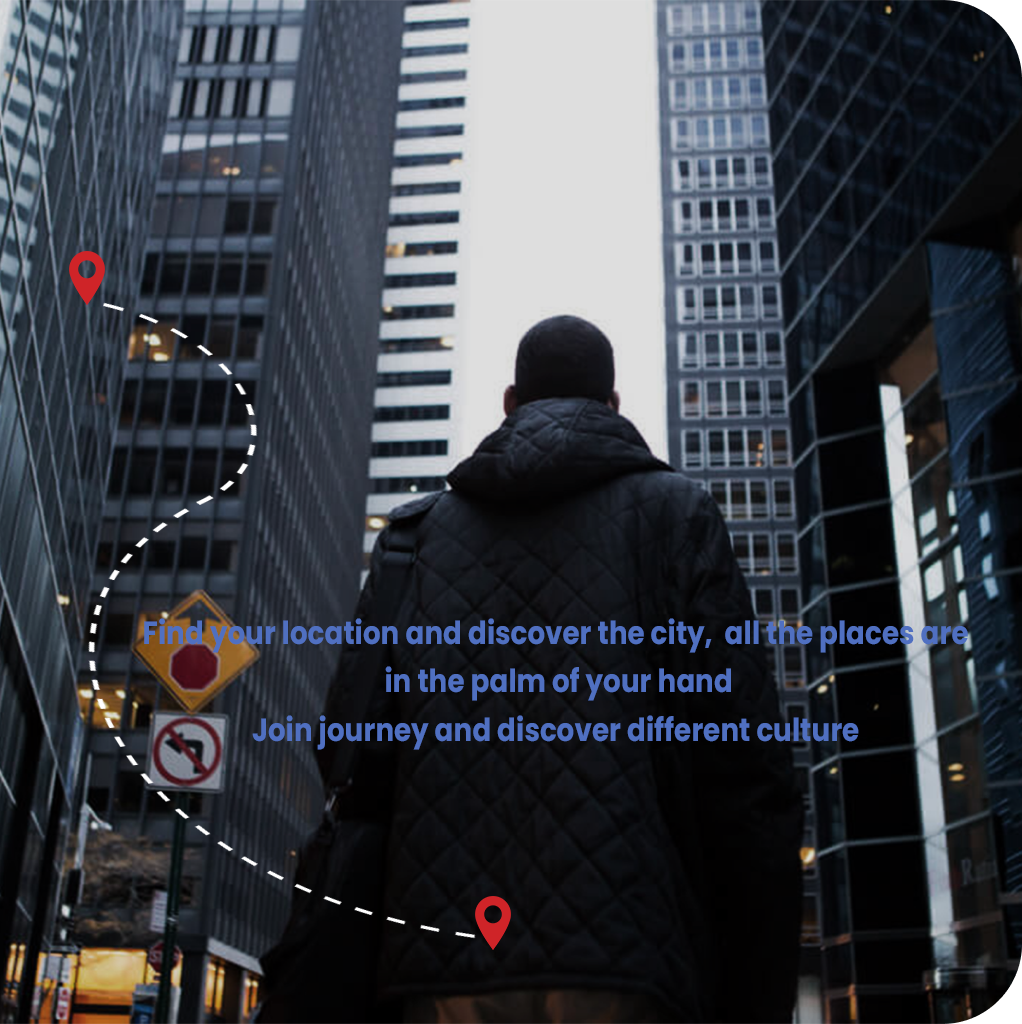 Find your location and discover the city, all the places are
in the palm of your hand
Join journey and discover different culture